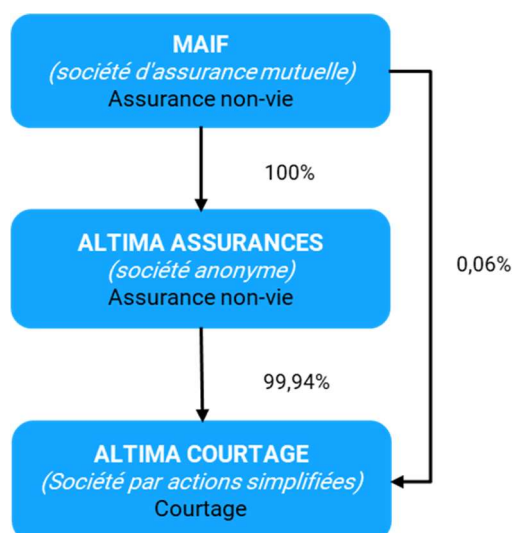 MAIF
(société d'assurance mutuelle)
Assurance non-vie
100%
ALTIMA ASSURANCES
(société anonyme)
Assurance non-vie
0,06%
99,94%
ALTIMA COURTAGE
(Société par actions simplifiées)
Courtage